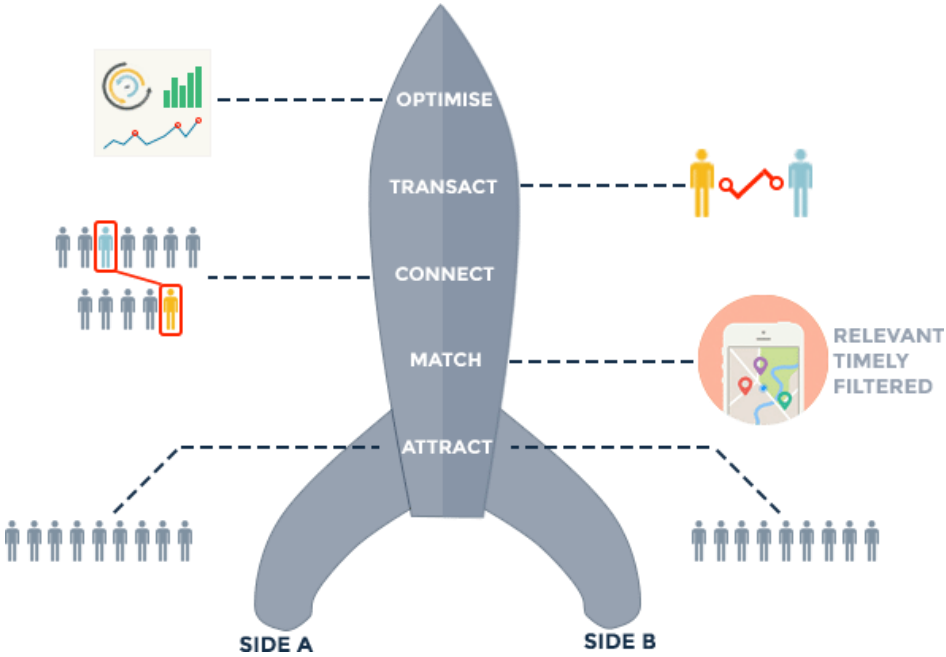 OPTIMISE
TRANSACT
CONNECT
MATCH
RELEVANT
TIMELY
FILTERED
ATTRACT
SIDE A
SIDE B